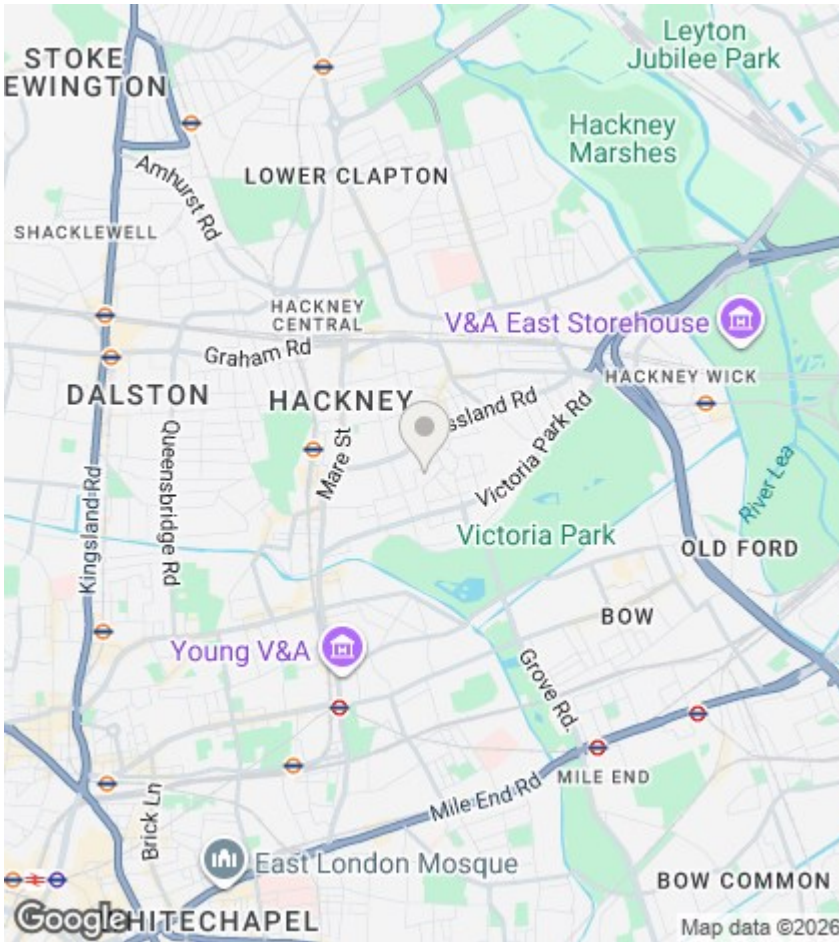 STOKE
EWINGTON
Leyton
Jubilee Park
Hackney
Marshes
Amhurst Rd
LOWER CLAPTON
SHACKLEWELL
HACKNEY
CENTRAL
V&A East Storehouse
Graham Rd
HACKNEY WICK
DALSTON
HACKNEY
ssland Rd
Mare St
Victoria Park Rd
Queensbridge Rd
Kingsland Rd
River Lea
Victoria Park
OLD FORD
BOW
Young V&A
Grove Rd.
MILE END
Mile End Rd
Brick Ln
East London Mosque
BOW COMMON
Google
HITECHAPEL
Map data ©2026